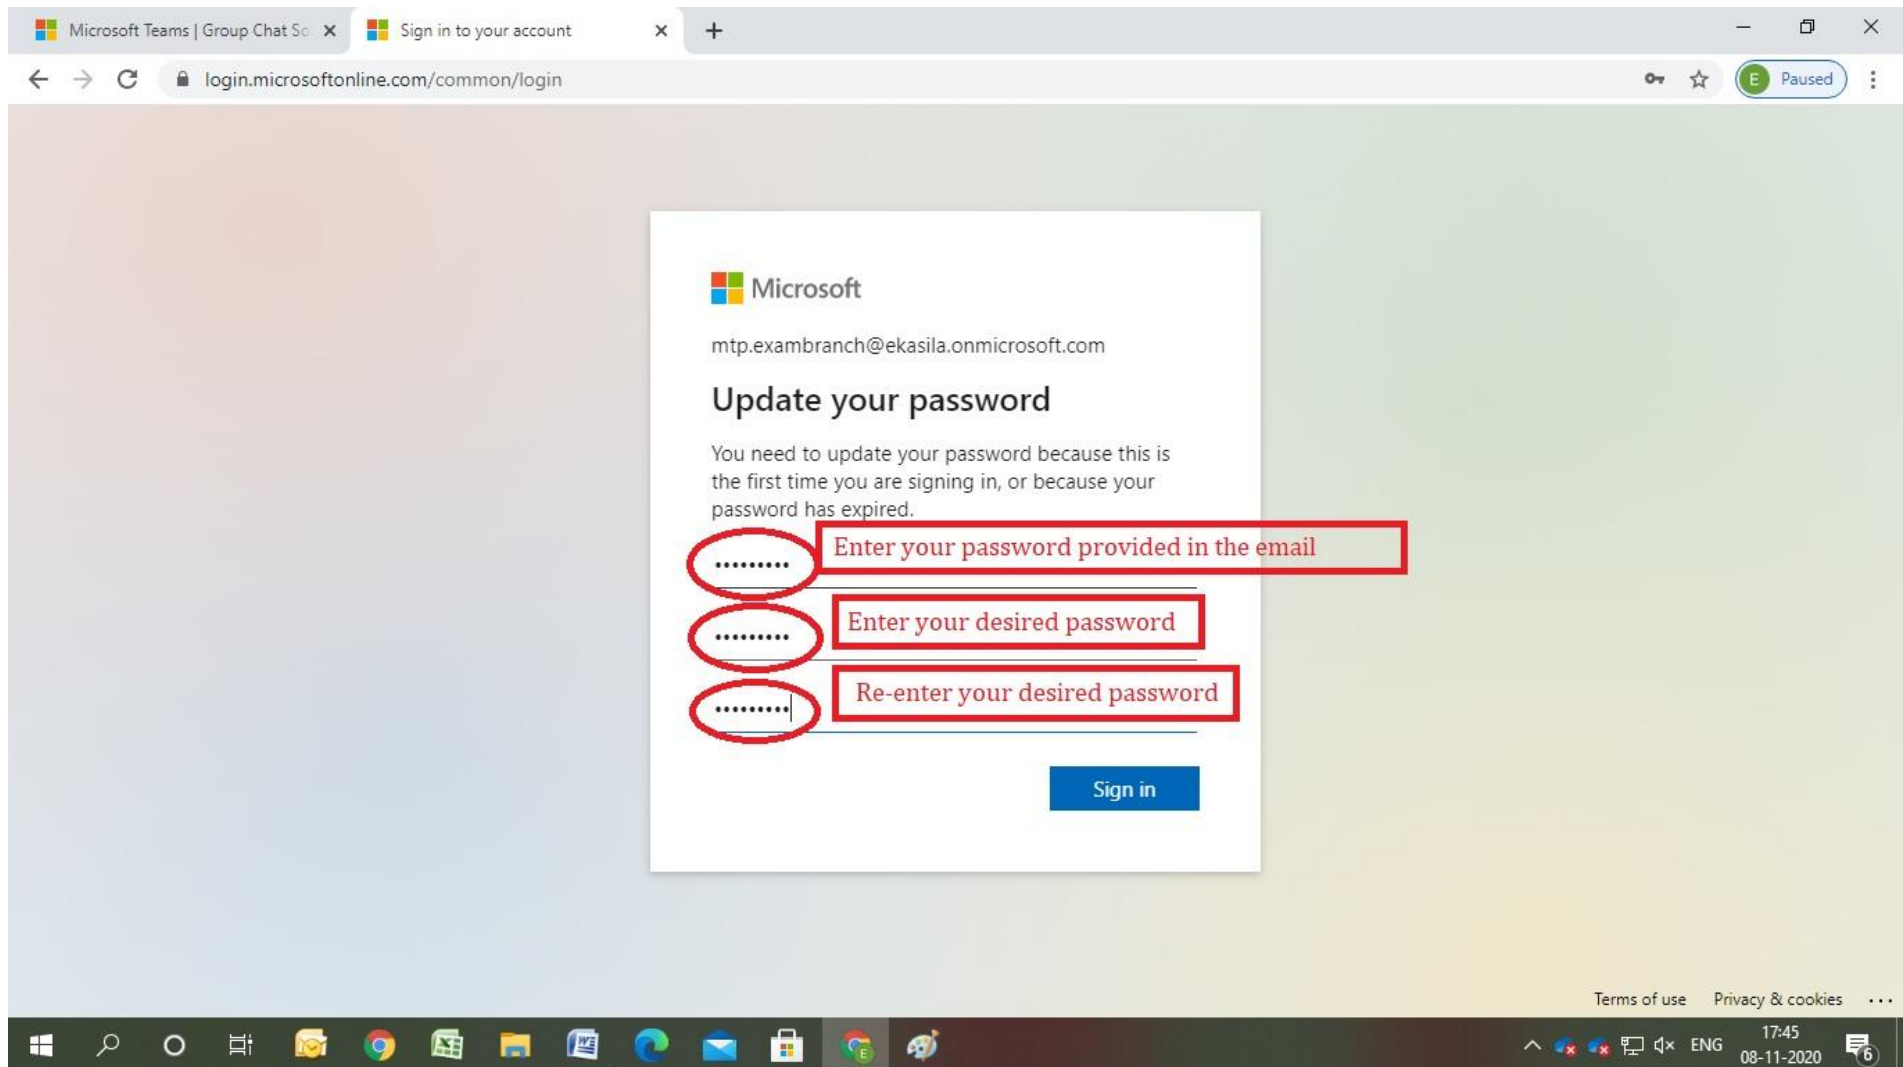 Microsoft Teams | Group Chat So
Sign in to your account
login.microsoftonline.com/common/login
E
Paused
Microsoft
mtp.exambranch@ekasila.onmicrosoft.com
Update your password
You need to update your password because this is
the first time you are signing in, or because your
password has expired.
Enter your password provided in the email
•••••••••
Enter your desired password
•••••••••
Re-enter your desired password
•••••••••
Sign in
Terms of use Privacy & cookies ...
ENG
17:45
08-11-2020
6